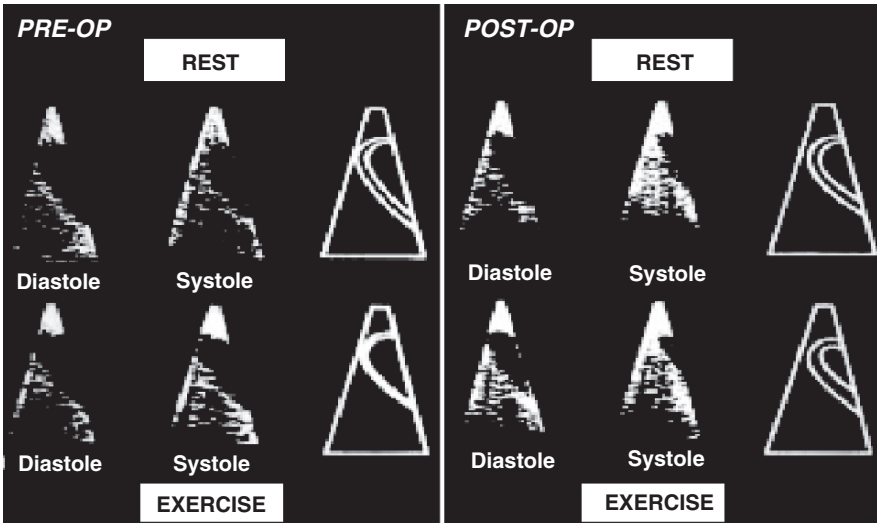 PRE-OP
REST
Diastole Systole
Diastole Systole
EXERCISE
POST-OP
REST
Diastole Systole
Diastole Systole
EXERCISE